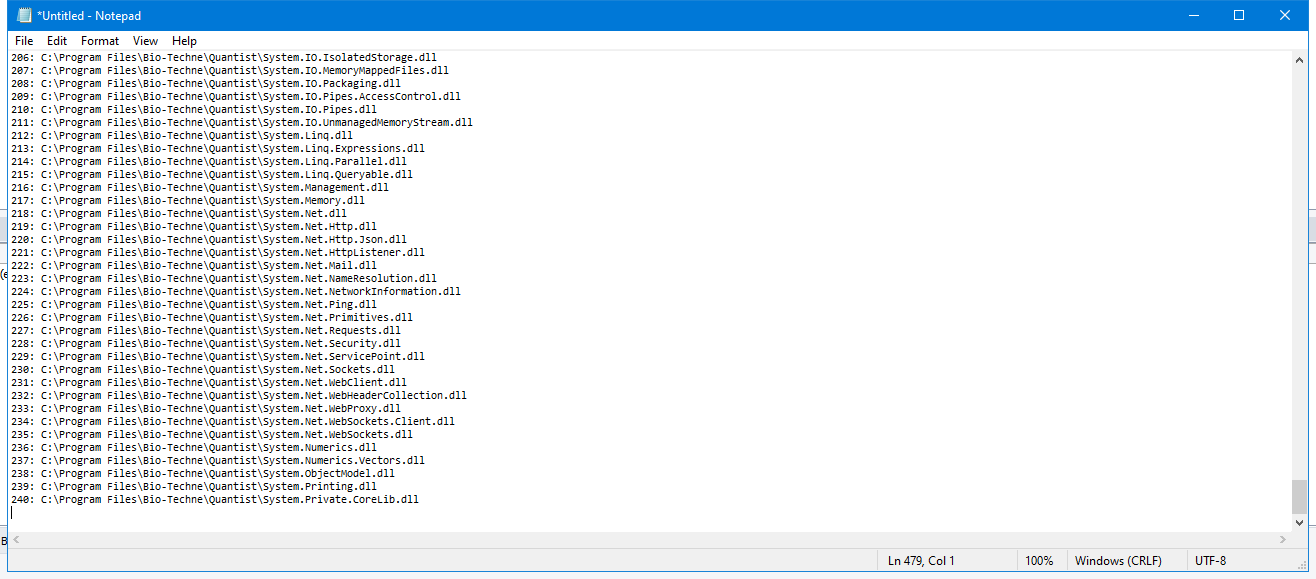 *Untitled - Notepad
File Edit Format View Help
206: C:\Program Files\Bio-Techne\Quantist\System.IO.IsolatedStorage.dll
207: C:\Program Files\Bio-Techne\Quantist\System.IO.MemoryMappedFiles.dll
208: C:\Program Files\Bio-Techne\Quantist\System.IO.Packaging.dll
209: C:\Program Files\Bio-Techne\Quantist\System.IO.Pipes.AccessControl.dll
210: C:\Program Files\Bio-Techne\Quantist\System.IO.Pipes.dll
211: C:\Program Files\Bio-Techne\Quantist\System.IO.UnmanagedMemoryStream.dll
212: C:\Program Files\Bio-Techne\Quantist\System.Linq.dll
213: C:\Program Files\Bio-Techne\Quantist\System.Linq.Expressions.dll
214: C:\Program Files\Bio-Techne\Quantist\System.Linq.Parallel.dll
215: C:\Program Files\Bio-Techne\Quantist\System.Linq.Queryable.dll
216: C:\Program Files\Bio-Techne\Quantist\System.Management.dll
217: C:\Program Files\Bio-Techne\Quantist\System.Memory.dll
218: C:\Program Files\Bio-Techne\Quantist\System.Net.dll
219: C:\Program Files\Bio-Techne\Quantist\System.Net.Http.dll
220: C:\Program Files\Bio-Techne\Quantist\System.Net.Http.Json.dll
221: C:\Program Files\Bio-Techne\Quantist\System.Net.HttpListener.dll
222: C:\Program Files\Bio-Techne\Quantist\System.Net.Mail.dll
223: C:\Program Files\Bio-Techne\Quantist\System.Net.NameResolution.dll
224: C:\Program Files\Bio-Techne\Quantist\System.Net.NetworkInformation.dll
225: C:\Program Files\Bio-Techne\Quantist\System.Net.Ping.dll
226: C:\Program Files\Bio-Techne\Quantist\System.Net.Primitives.dll
227: C:\Program Files\Bio-Techne\Quantist\System.Net.Requests.dll
228: C:\Program Files\Bio-Techne\Quantist\System.Net.Security.dll
229: C:\Program Files\Bio-Techne\Quantist\System.Net.ServicePoint.dll
230: C:\Program Files\Bio-Techne\Quantist\System.Net.Sockets.dll
231: C:\Program Files\Bio-Techne\Quantist\System.Net.WebClient.dll
232: C:\Program Files\Bio-Techne\Quantist\System.Net.WebHeaderCollection.dll
233: C:\Program Files\Bio-Techne\Quantist\System.Net.WebProxy.dll
234: C:\Program Files\Bio-Techne\Quantist\System.Net.WebSockets.Client.dll
235: C:\Program Files\Bio-Techne\Quantist\System.Net.WebSockets.dll
236: C:\Program Files\Bio-Techne\Quantist\System.Numerics.dll
237: C:\Program Files\Bio-Techne\Quantist\System.Numerics.Vectors.dll
238: C:\Program Files\Bio-Techne\Quantist\System.ObjectModel.dll
239: C:\Program Files\Bio-Techne\Quantist\System.Printing.dll
240: C:\Program Files\Bio-Techne\Quantist\System.Private.CoreLib.dll
Ln 479, Col 1 100% Windows (CRLF) UTF-8